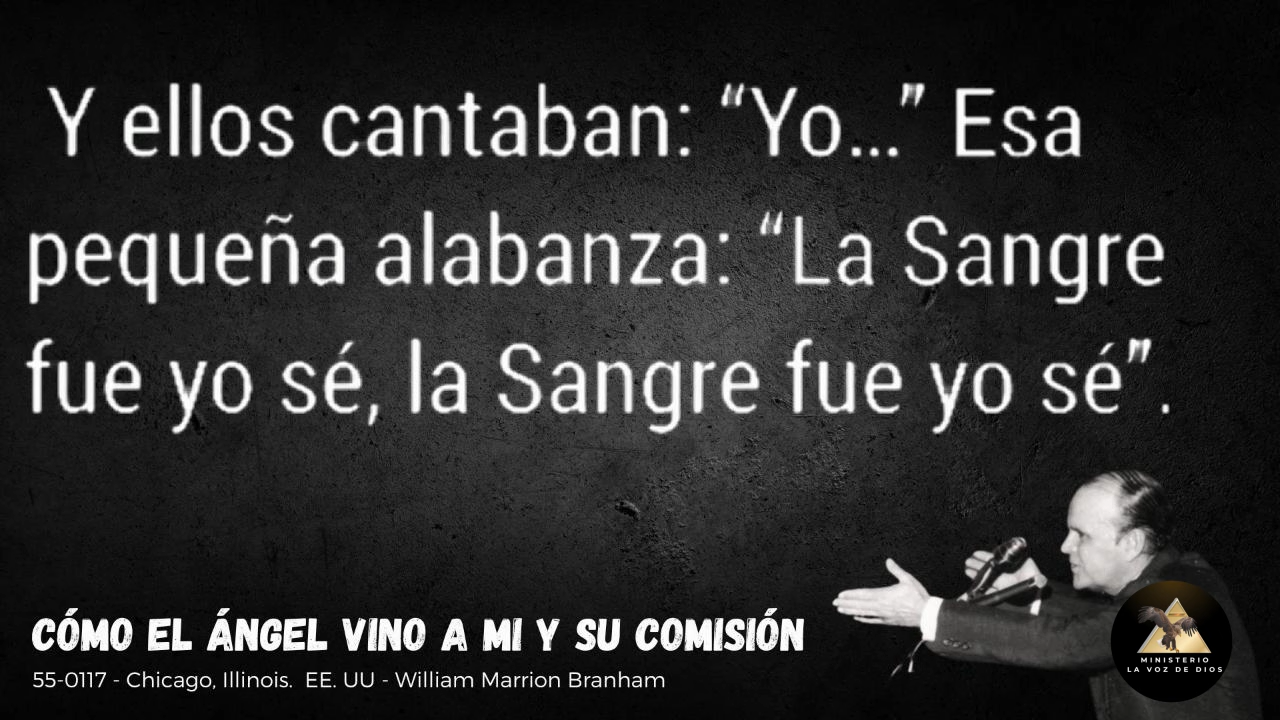 Y ellos cantaban: “Yo...” Esa
pequeña alabanza: “La Sangre
fue yo sé, la Sangre fue yo sé”.
CÓMO EL ÁNGEL VINO A MI Y SU COMISIÓN
55-0117 - Chicago, Illinois. EE. UU - William Marrion Branham
MINISTERIO
LA VOZ DE DIOS